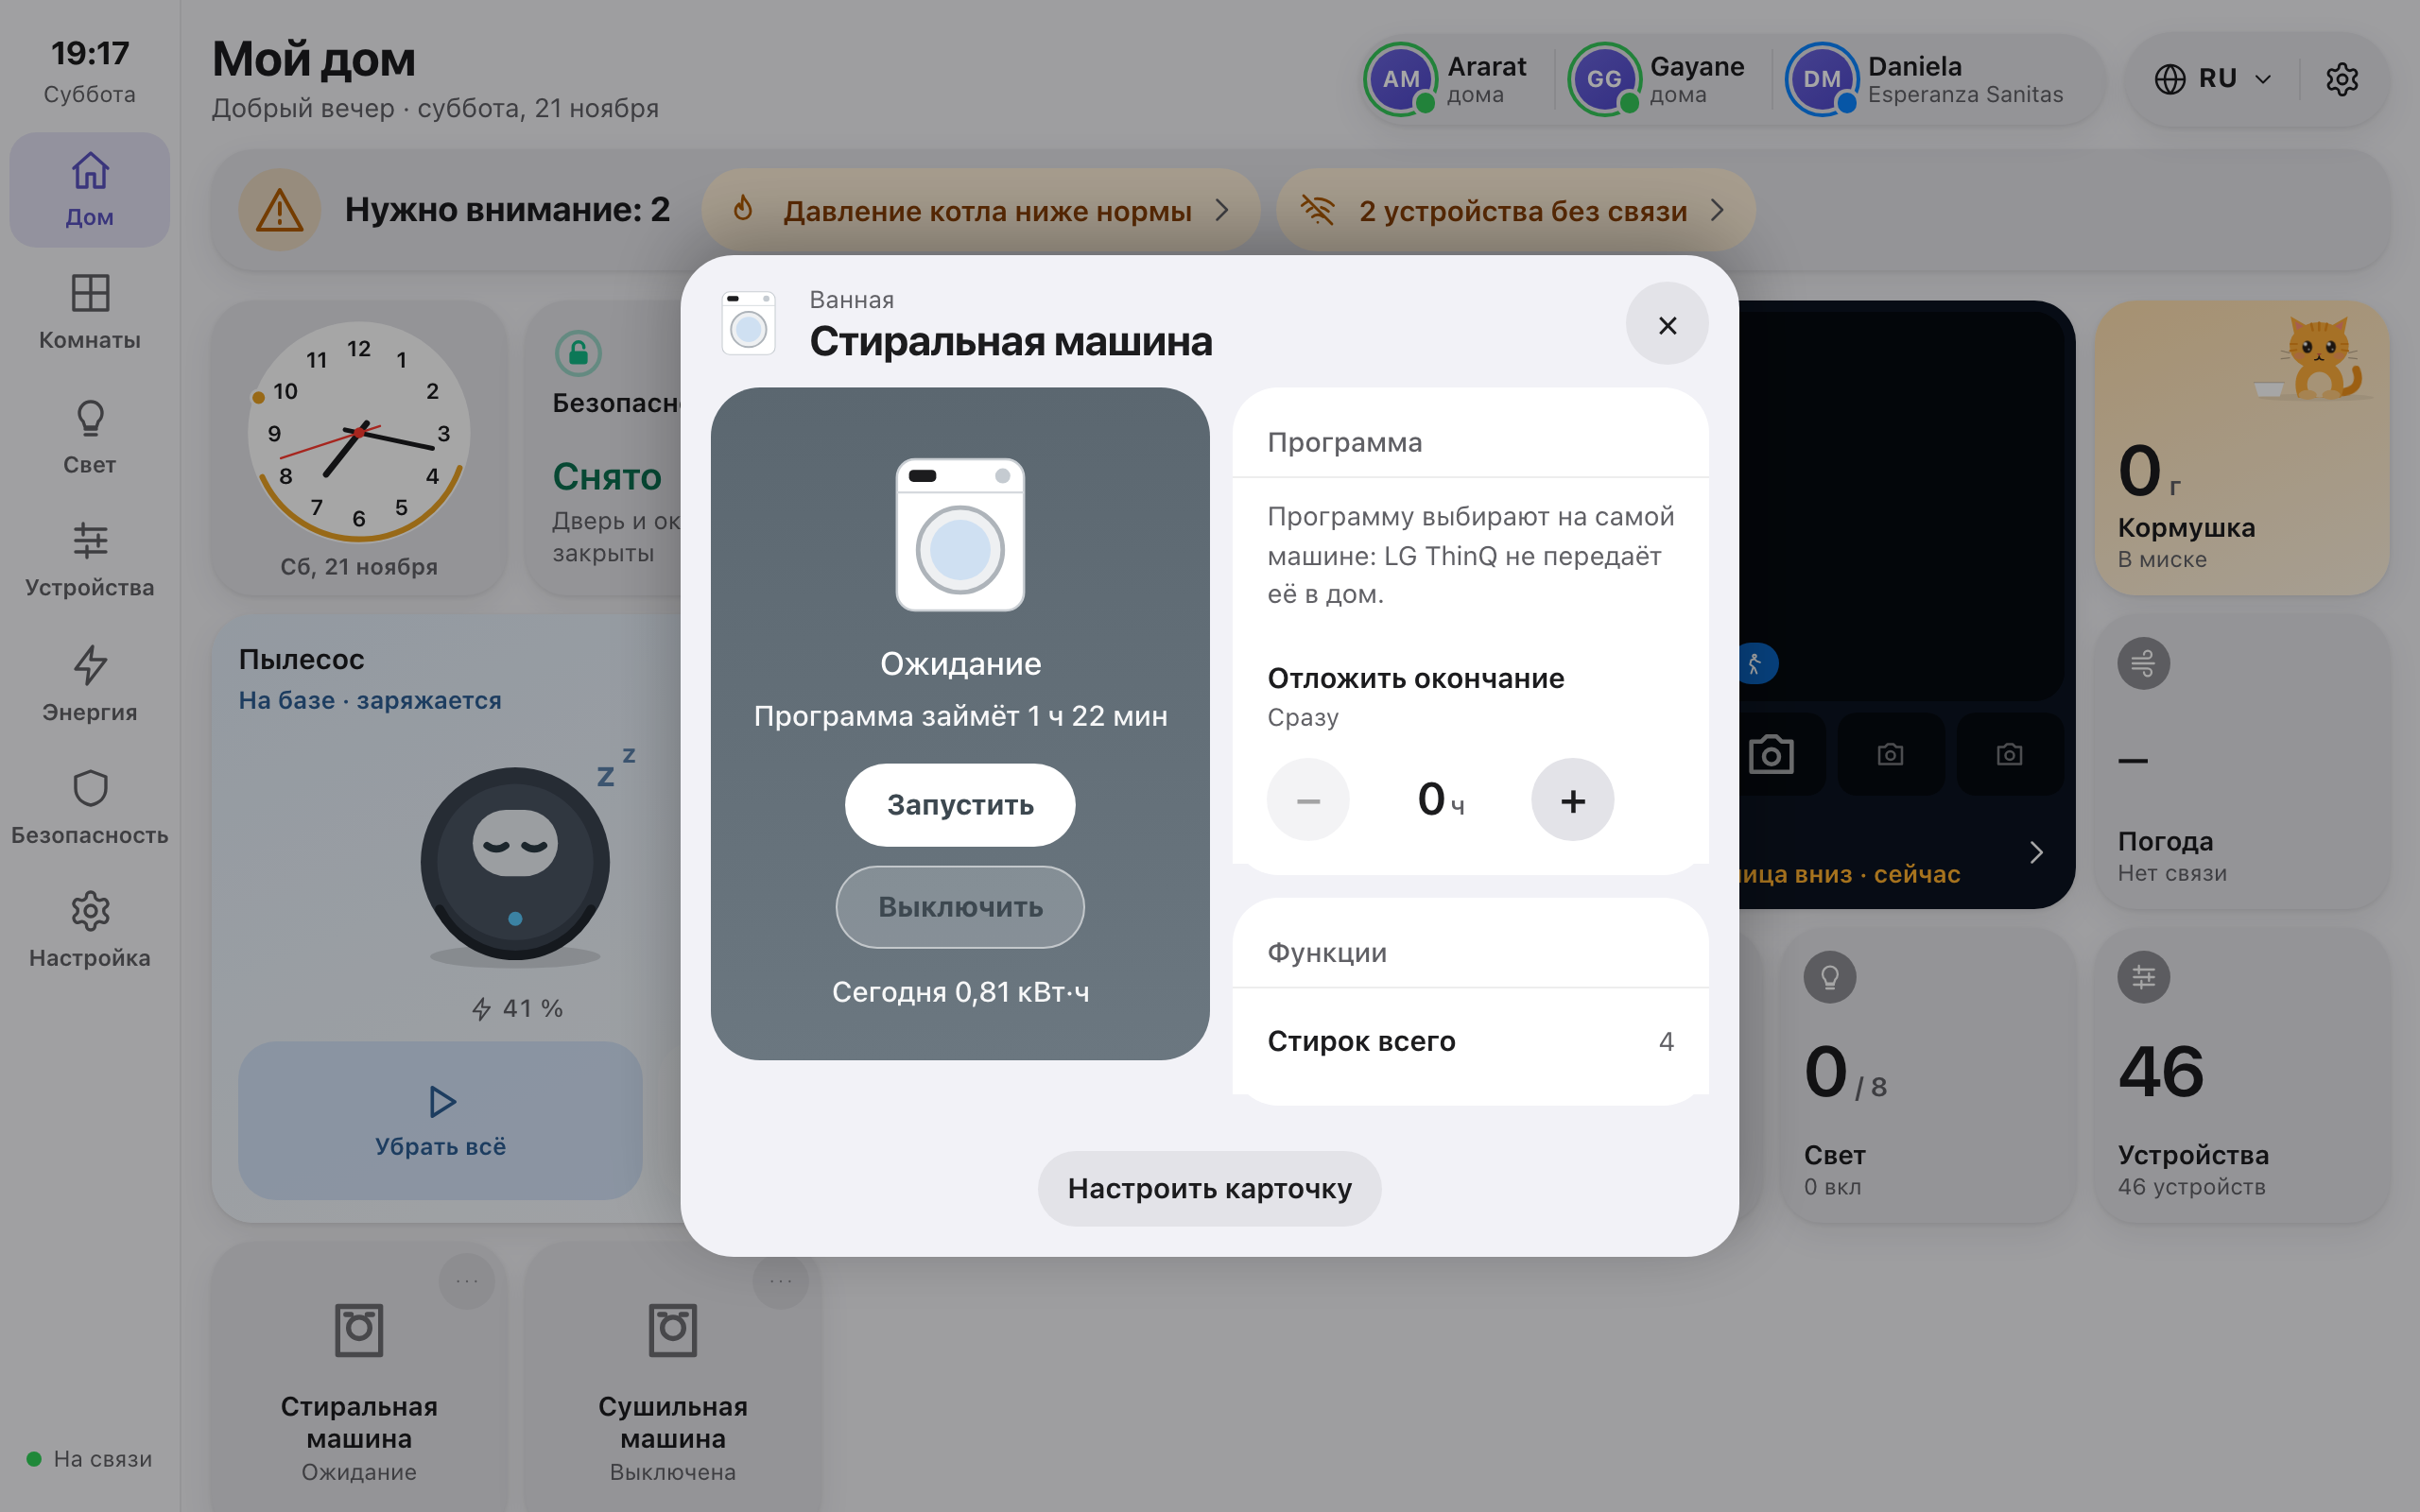 19:17
Суббота
Дом
Комнаты
Свет
Устройства
Энергия
Безопасность
Настройка
На связи
Мой дом
Добрый вечер · суббота, 21 ноября
AM
Ararat
дома
GG
Gayane
дома
DM
Daniela
Esperanza Sanitas
RU
Нужно внимание: 2
Давление котла ниже нормы
2 устройства без связи
12
1
2
3
4
5
6
7
8
9
10
11
Сб, 21 ноября
Снято
Дверь и
закрыты
Пылесос
На базе · заряжается
z
z
41 %
Убрать всё
Ванная
Стиральная машина
Ожидание
Программа займёт 1 ч 22 мин
Запустить
Выключить
Сегодня 0,81 кВт·ч
Программа
Программу выбирают на самой
машине: LG ThinQ не передаёт
её в дом.
Отложить окончание
Сразу
− 0 ч +
Функции
Стирок всего 4
Настроить карточку
вниз · сейчас
0 г
Кормушка
В миске
–
Погода
Нет связи
0 / 8
Свет
0 вкл
46
Устройства
46 устройств
Стиральная
машина
Ожидание
Сушильная
машина
Выключена